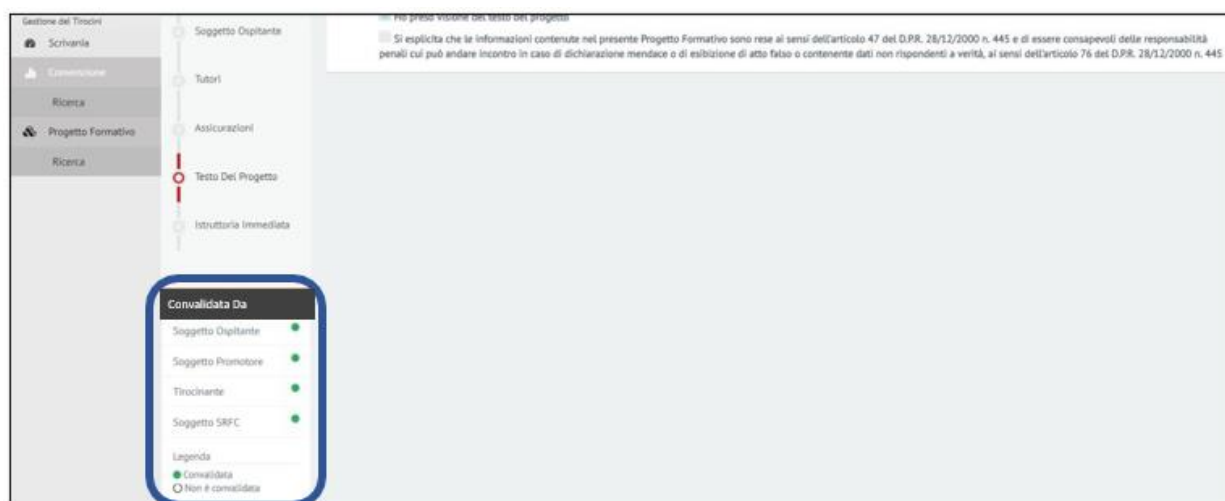 Gestione dei Tirocini
Scrivania
Convenzione
Ricerca
Progetto Formativo
Ricerca
Soggetto Ospitante
Tutori
Assicurazioni
Testo Del Progetto
Istruttoria Immediata
Convalidata Da
Soggetto Ospitante
Soggetto Promotore
Tirocinante
Soggetto SRFC
Legenda
Convalidata
Non è convalidata
Ho preso visione del testo del progetto
Si esplicita che le informazioni contenute nel presente Progetto Formativo sono rese ai sensi dell'articolo 47 del D.P.R. 28/12/2000 n. 445 e di essere consapevoli delle responsabilità
penali cui può andare incontro in caso di dichiarazione mendace o di esibizione di atto falso o contenente dati non rispondenti a verità, ai sensi dell'articolo 76 del D.P.R. 28/12/2000 n. 445